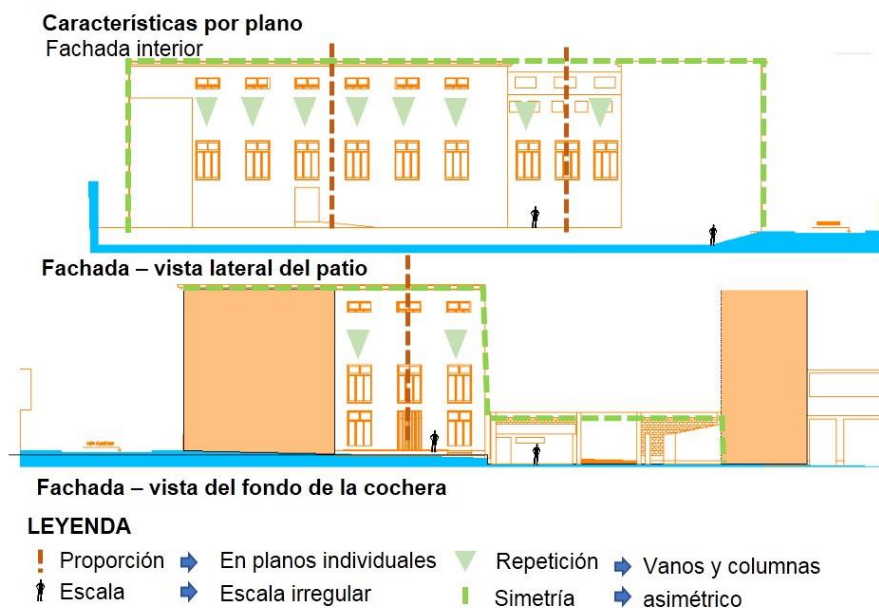 Características por plano
Fachada interior
Fachada – vista lateral del patio
Fachada – vista del fondo de la cochera
LEYENDA
Proporción En planos individuales Repetición Vanos y columnas
Escala Escala irregular Simetría asimétrico